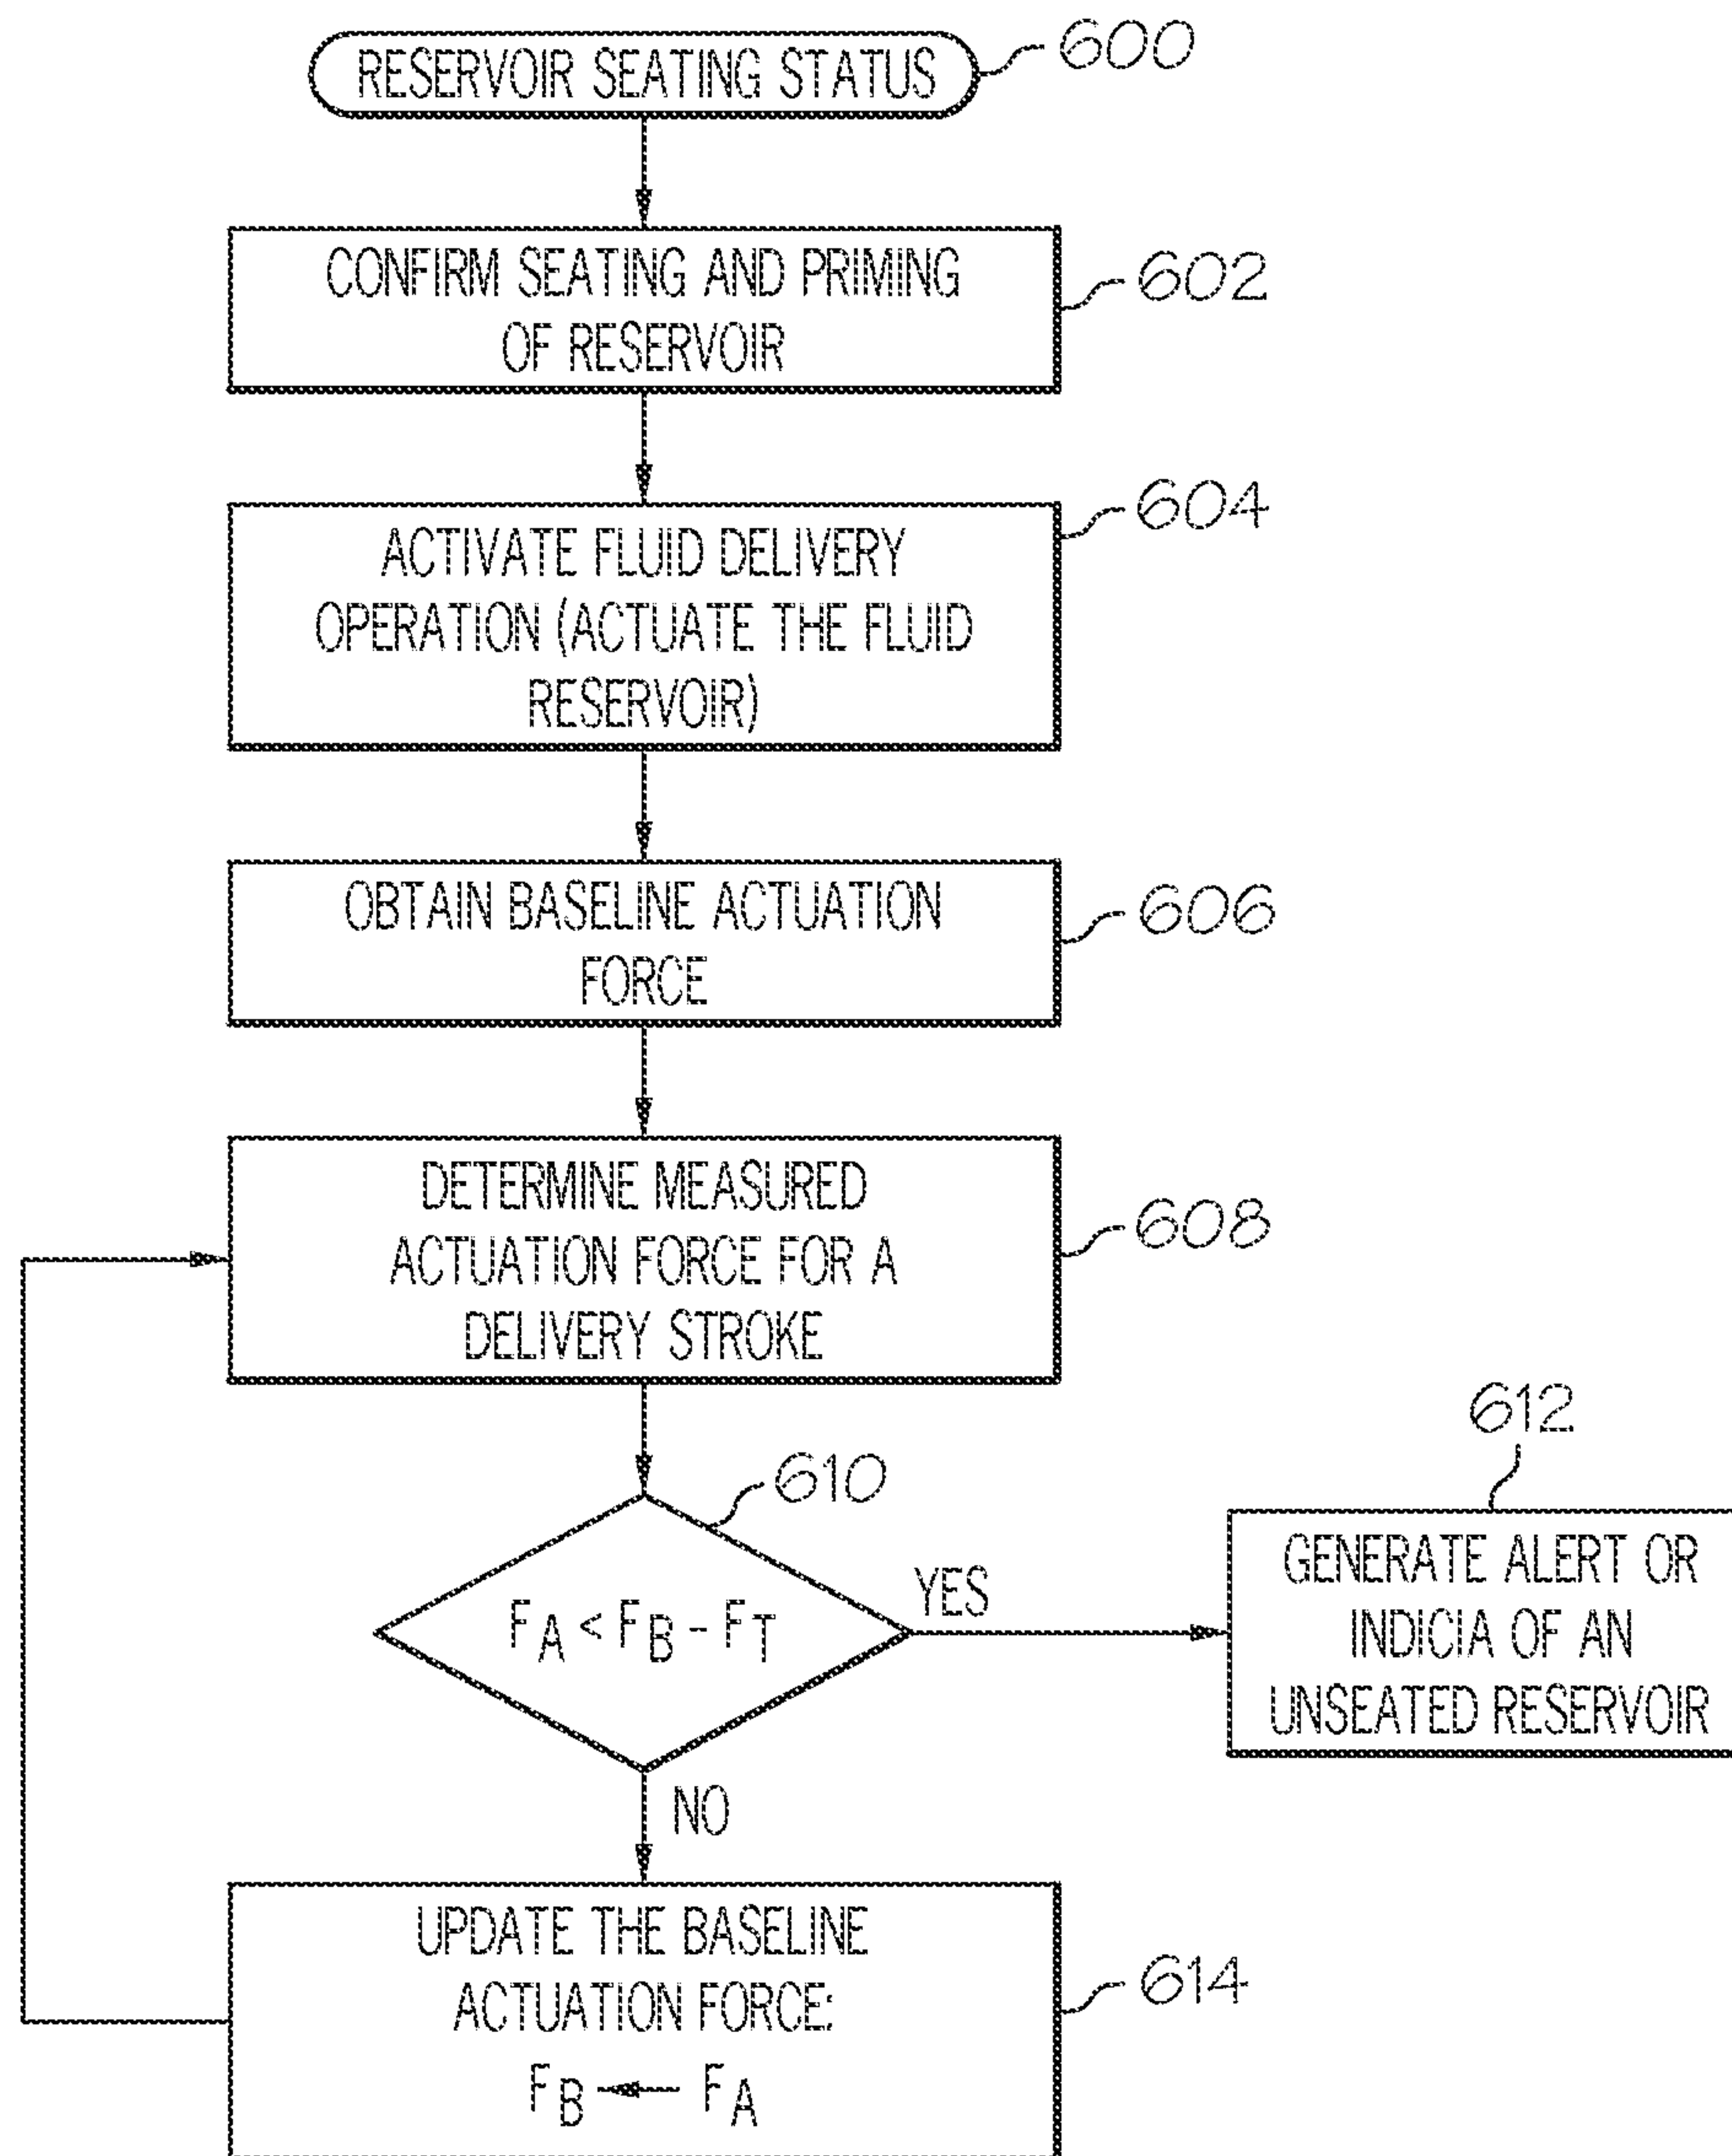 RESERVOIR SEATING STATUS
600
CONFIRM SEATING AND PRIMING
OF RESERVOIR
602
ACTIVATE FLUID DELIVERY
OPERATION (ACTUATE THE FLUID
RESERVOIR)
604
OBTAIN BASELINE ACTUATION
FORCE
606
DETERMINE MEASURED
ACTUATION FORCE FOR A
DELIVERY STROKE
608
610
FA < FB - FT
YES
612
GENERATE ALERT OR
INDICIA OF AN
UNSEATED RESERVOIR
NO
UPDATE THE BASELINE
ACTUATION FORCE:
FB ← FA
614